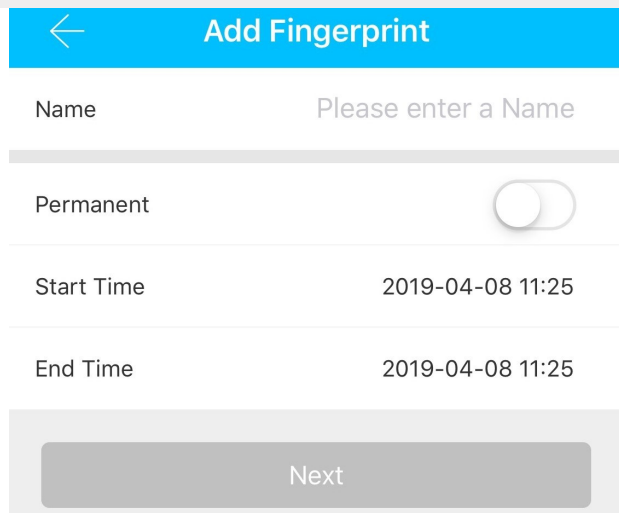 Add Fingerprint
Name Please enter a Name
Permanent
Start Time 2019-04-08 11:25
End Time 2019-04-08 11:25
Next